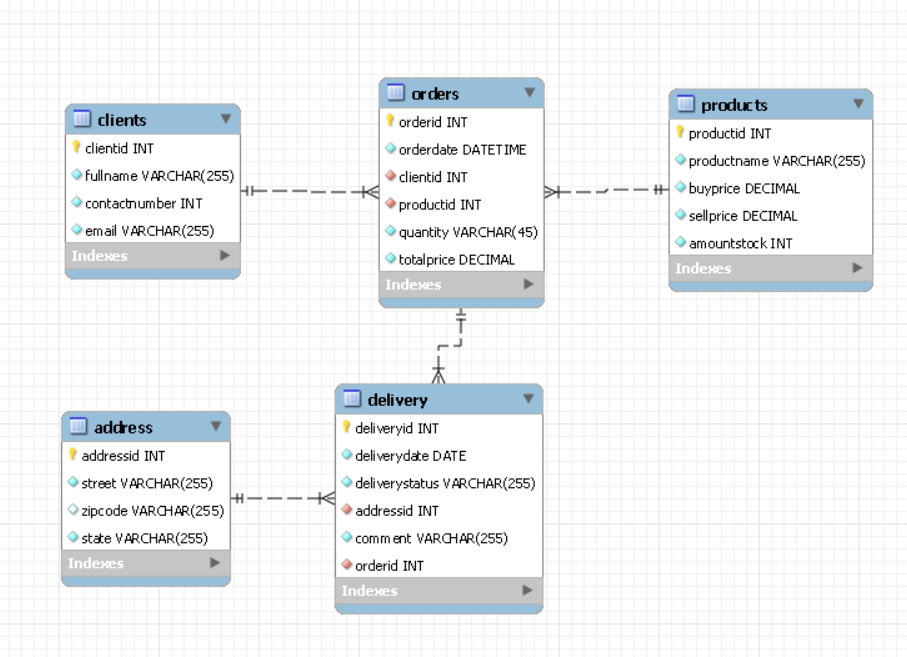 clients
clientid INT
fullname VARCHAR(255)
contactnumber INT
email VARCHAR(255)
Indexes
orders
orderid INT
orderdate DATETIME
clientid INT
productid INT
quantity VARCHAR(45)
totalprice DECIMAL
Indexes
products
productid INT
productname VARCHAR(255)
buyprice DECIMAL
sellprice DECIMAL
amountstock INT
Indexes
address
addressid INT
street VARCHAR(255)
zipcode VARCHAR(255)
state VARCHAR(255)
Indexes
delivery
deliveryid INT
deliverydate DATE
deliverystatus VARCHAR(255)
addressid INT
comment VARCHAR(255)
orderid INT
Indexes